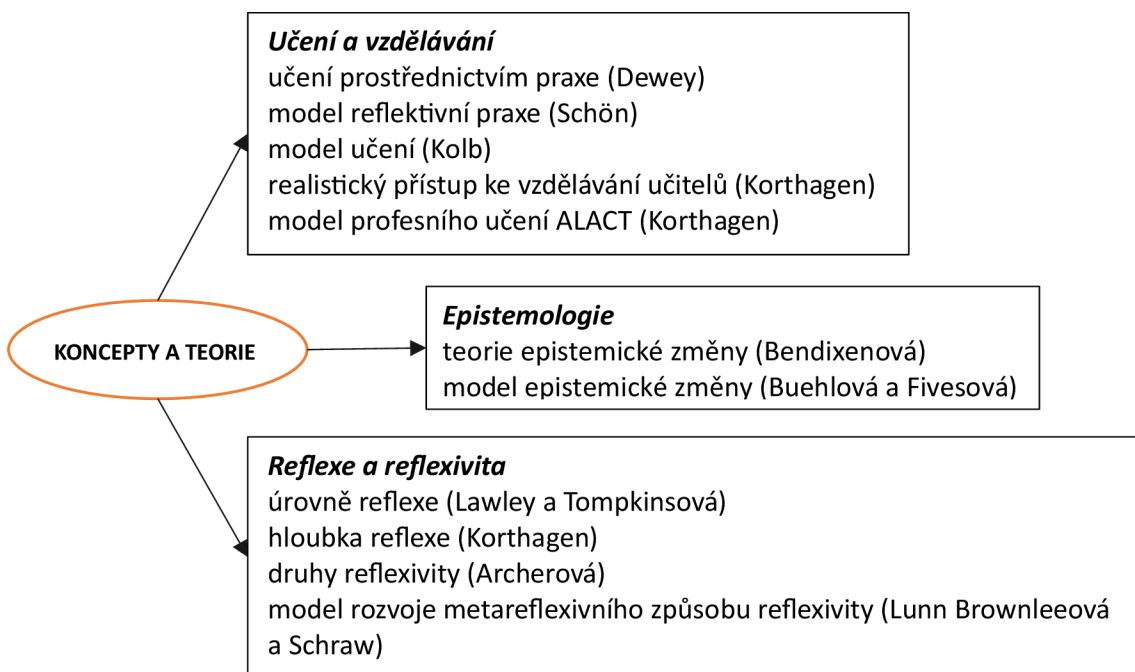 Učení a vzdělávání
učení prostřednictvím praxe (Dewey)
model reflektivní praxe (Schön)
model učení (Kolb)
realistický přístup ke vzdělávání učitelů (Korthagen)
model profesního učení ALACT (Korthagen)
KONCEPTY A TEORIE
Epistemologie
teorie epistemické změny (Bendixenová)
model epistemické změny (Buehlová a Fivesová)
Reflexe a reflexivita
úrovně reflexe (Lawley a Tompkinsová)
hloubka reflexe (Korthagen)
druhy reflexivity (Archerová)
model rozvoje metareflexivního způsobu reflexivity (Lunn Brownleeová
a Schraw)